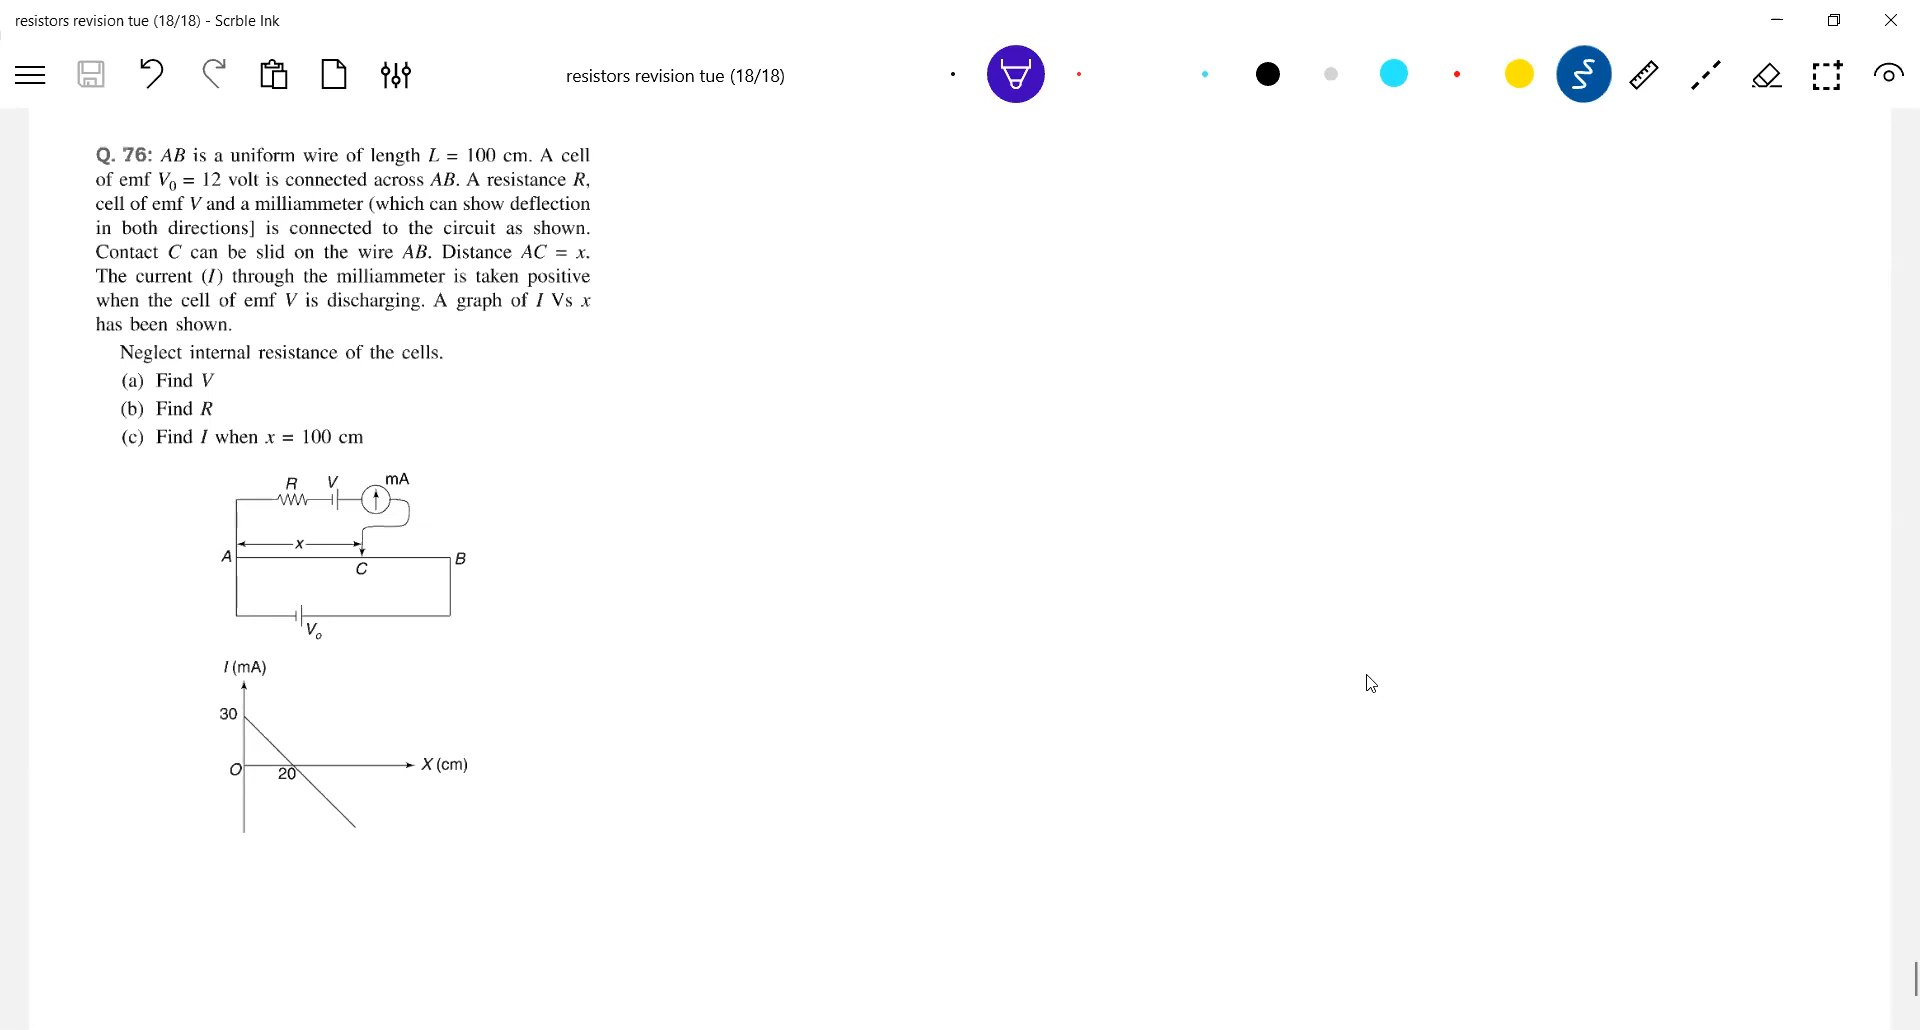 resistors revision tue (18/18) - Scrble Ink
resistors revision tue (18/18)
Q. 76: AB is a uniform wire of length L = 100 cm. A cell
of emf V₀ = 12 volt is connected across AB. A resistance R,
cell of emf V and a milliammeter (which can show deflection
in both directions] is connected to the circuit as shown.
Contact C can be slid on the wire AB. Distance AC = x.
The current (I) through the milliammeter is taken positive
when the cell of emf V is discharging. A graph of I Vs x
has been shown.
Neglect internal resistance of the cells.
(a) Find V
(b) Find R
(c) Find I when x = 100 cm
R V mA
x
A B
C
Vₒ
I (mA)
30
O 20 X (cm)